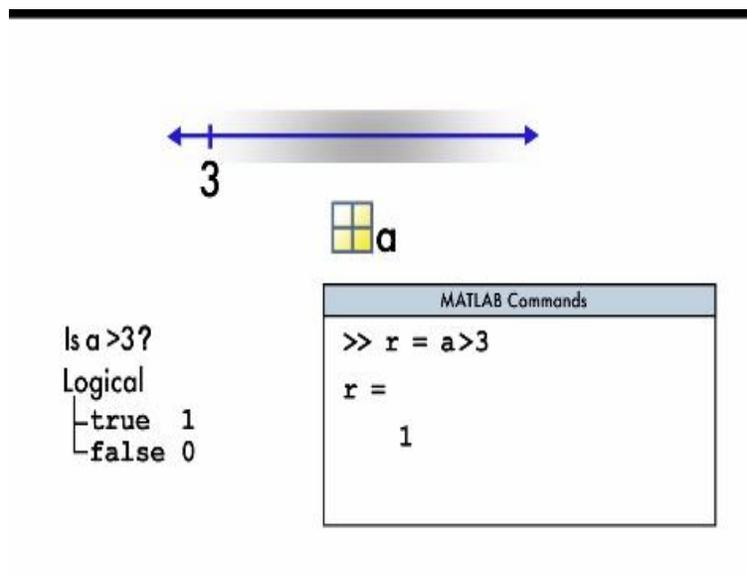 3
a
MATLAB Commands
Is a >3?
>> r = a>3
Logical
r =
true 1
1
false 0